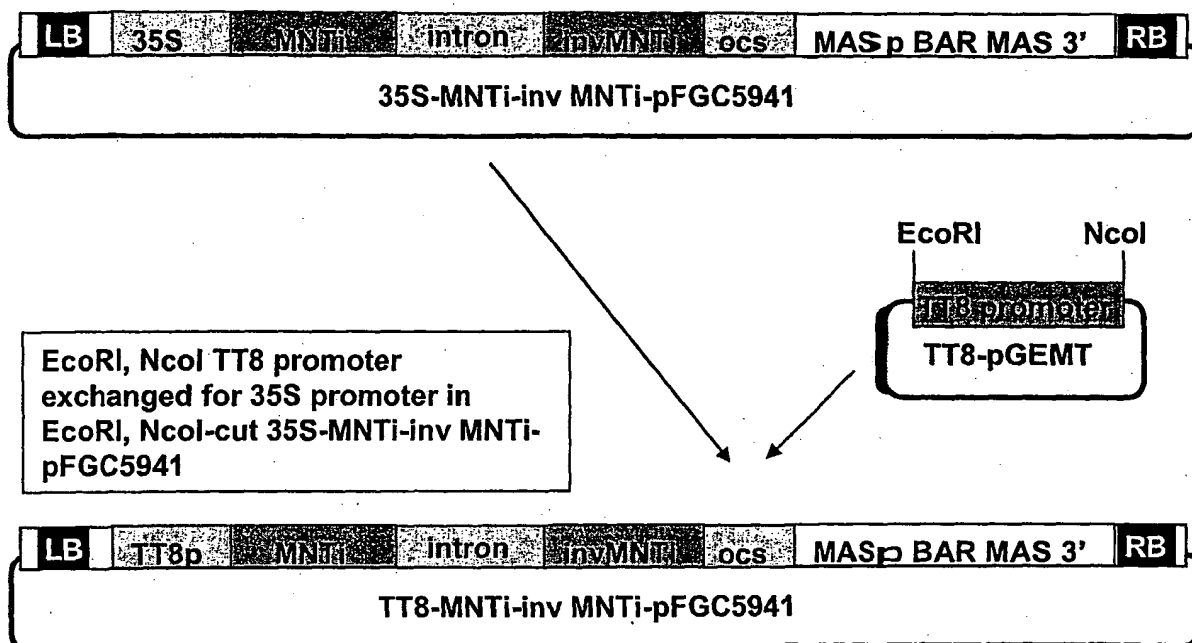 LB 35S MNTi intron invMNTi ocs MASp BAR MAS 3' RB
35S-MNTi-inv MNTi-pFGC5941
EcoRI NcoI
TT8 promoter
TT8-pGEMT
EcoRI, NcoI TT8 promoter
exchanged for 35S promoter in
EcoRI, NcoI-cut 35S-MNTi-inv MNTi-
pFGC5941
LB TT8p MNTi intron invMNTi ocs MASp BAR MAS 3' RB
TT8-MNTi-inv MNTi-pFGC5941